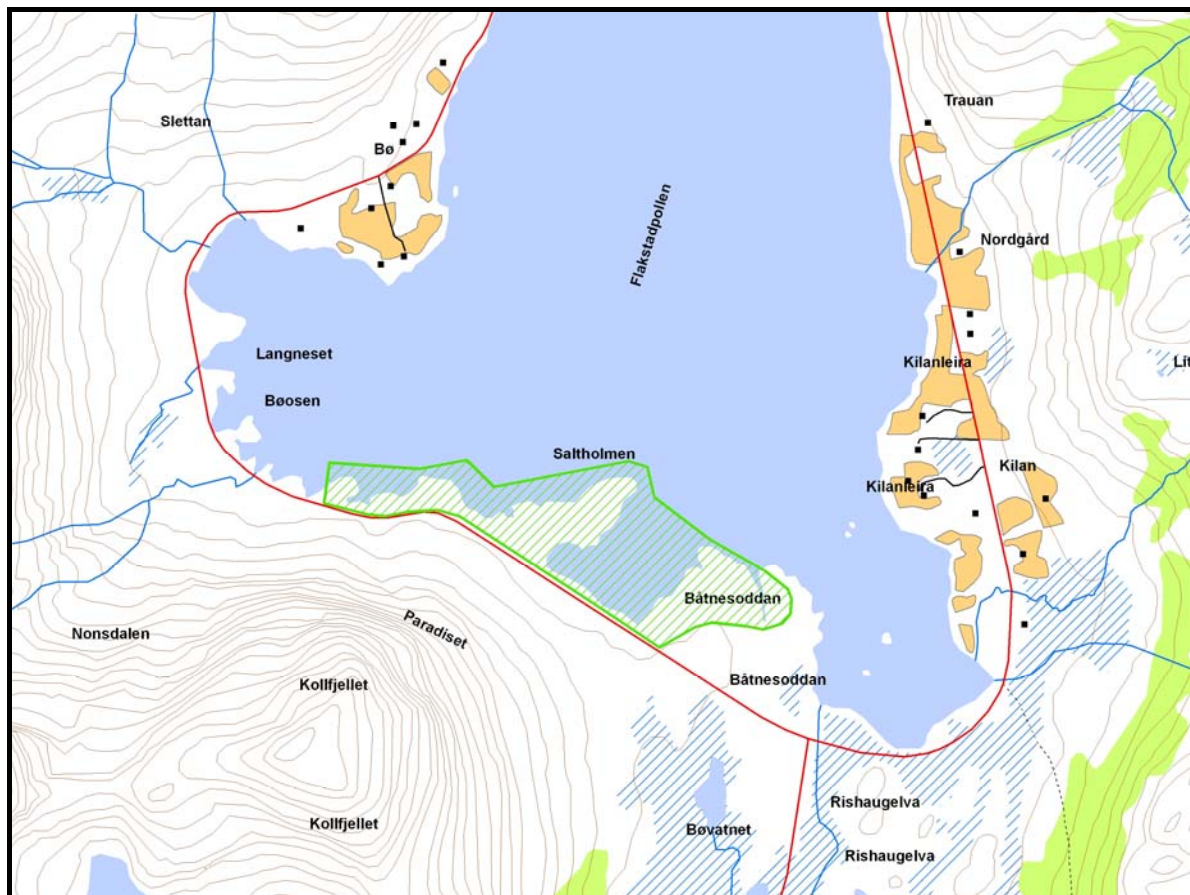 Trauan
Slettan
Bø
Flakstadpollen
Nordgård
Langneset
Kilanleira
Lit
Bøosen
Saltholmen
Kilan
Kilanleira
Båtnesoddan
Paradiset
Nonsdalen
Båtnesoddan
Kollfjellet
Rishaugelva
Kollfjellet
Bøvatnet
Rishaugelva